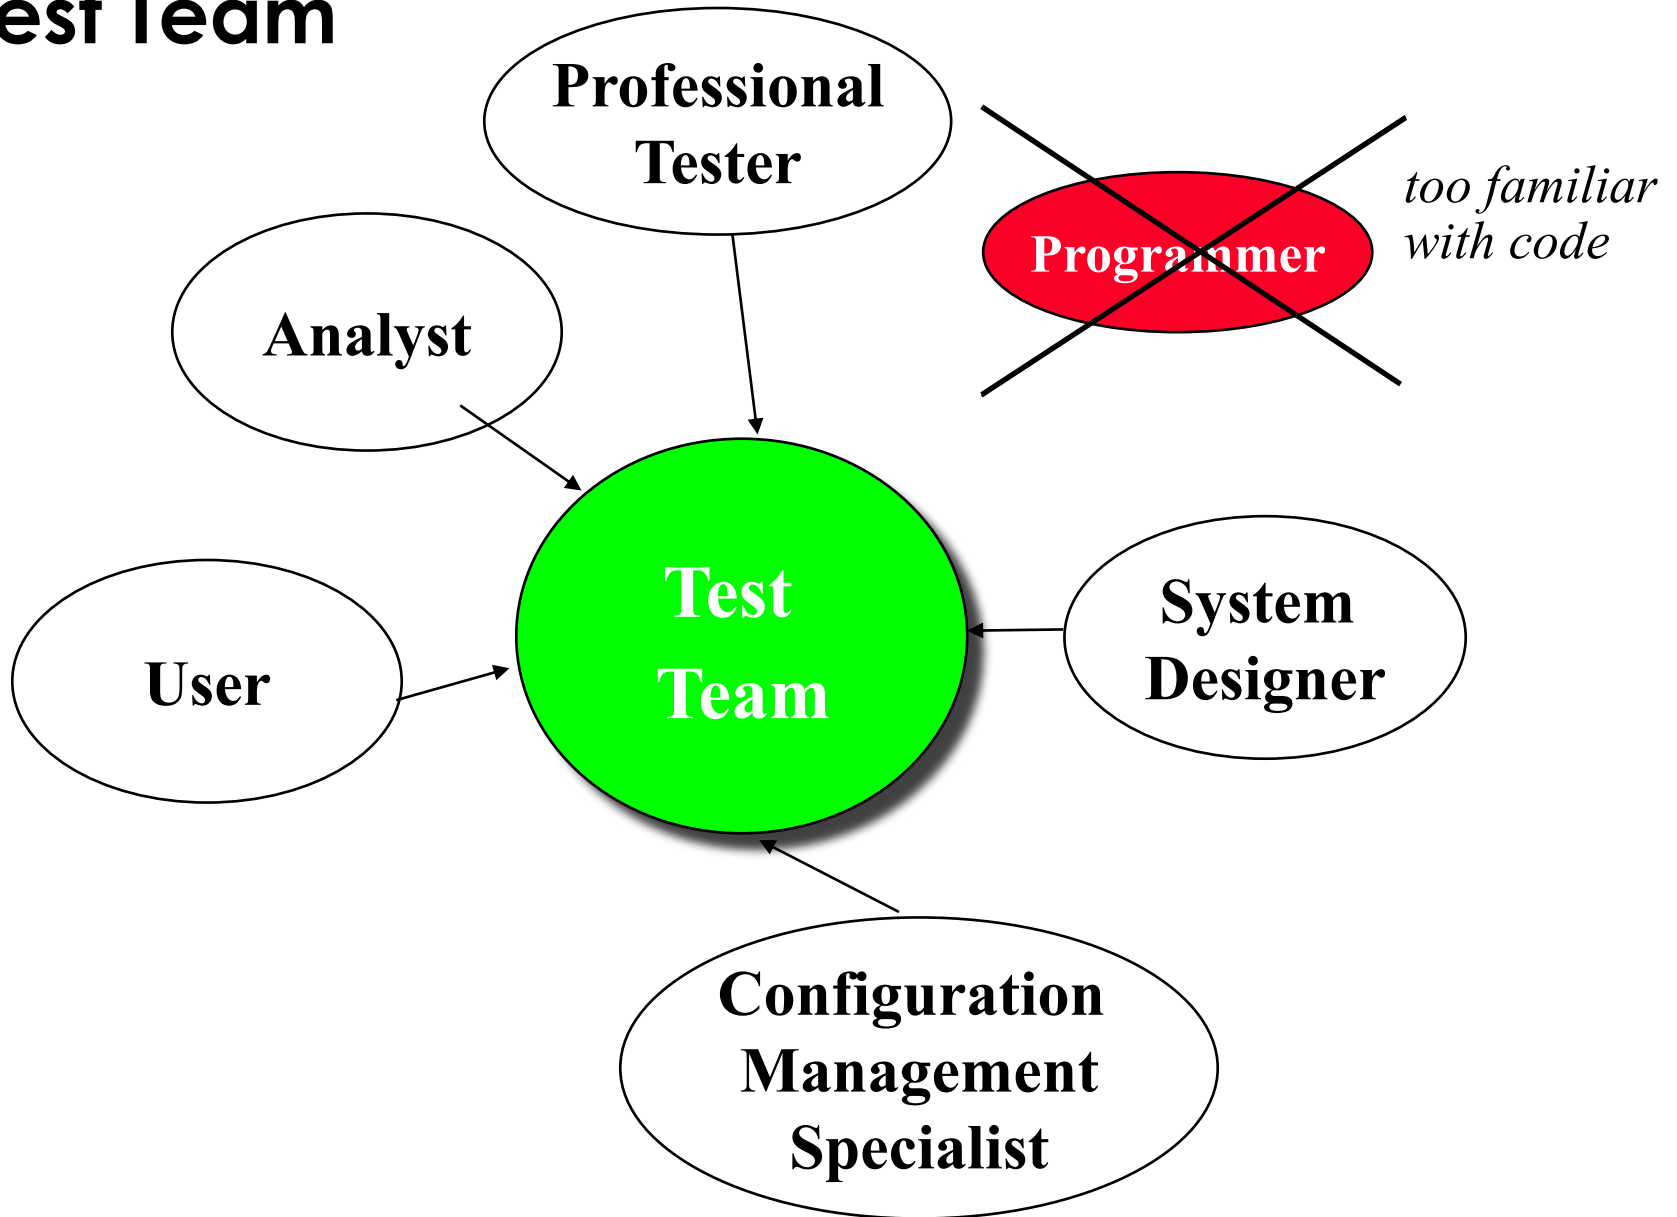 est Team
Professional
Tester
too familiar
with code
Programmer
Analyst
Test
Team
System
Designer
User
Configuration
Management
Specialist